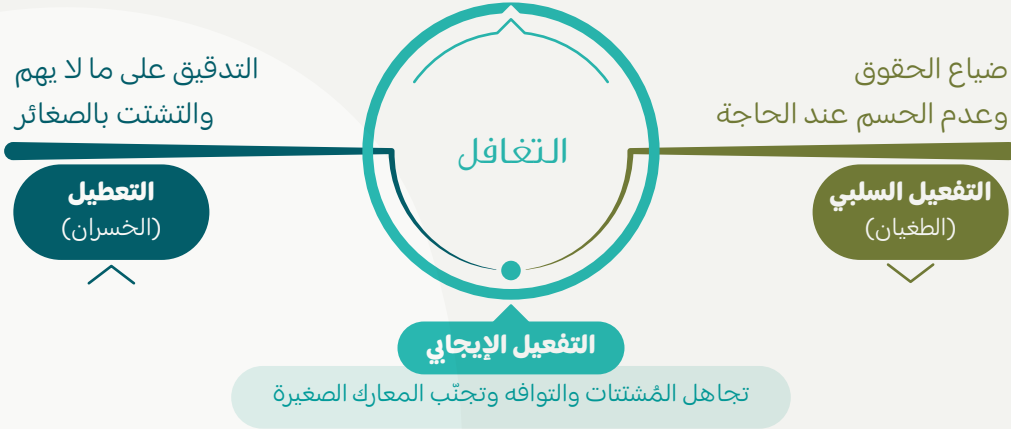 ضياع الحقوق
وعدم الحسم عند الحاجة
التفعيل السلبي
(الطغيان)
التغافل
التدقيق على ما لا يهم
والتشتت بالصغائر
التعطيل
(الخسران)
التفعيل الإيجابي
تجاهل المُشتتات والتوافه وتجنّب المعارك الصغيرة